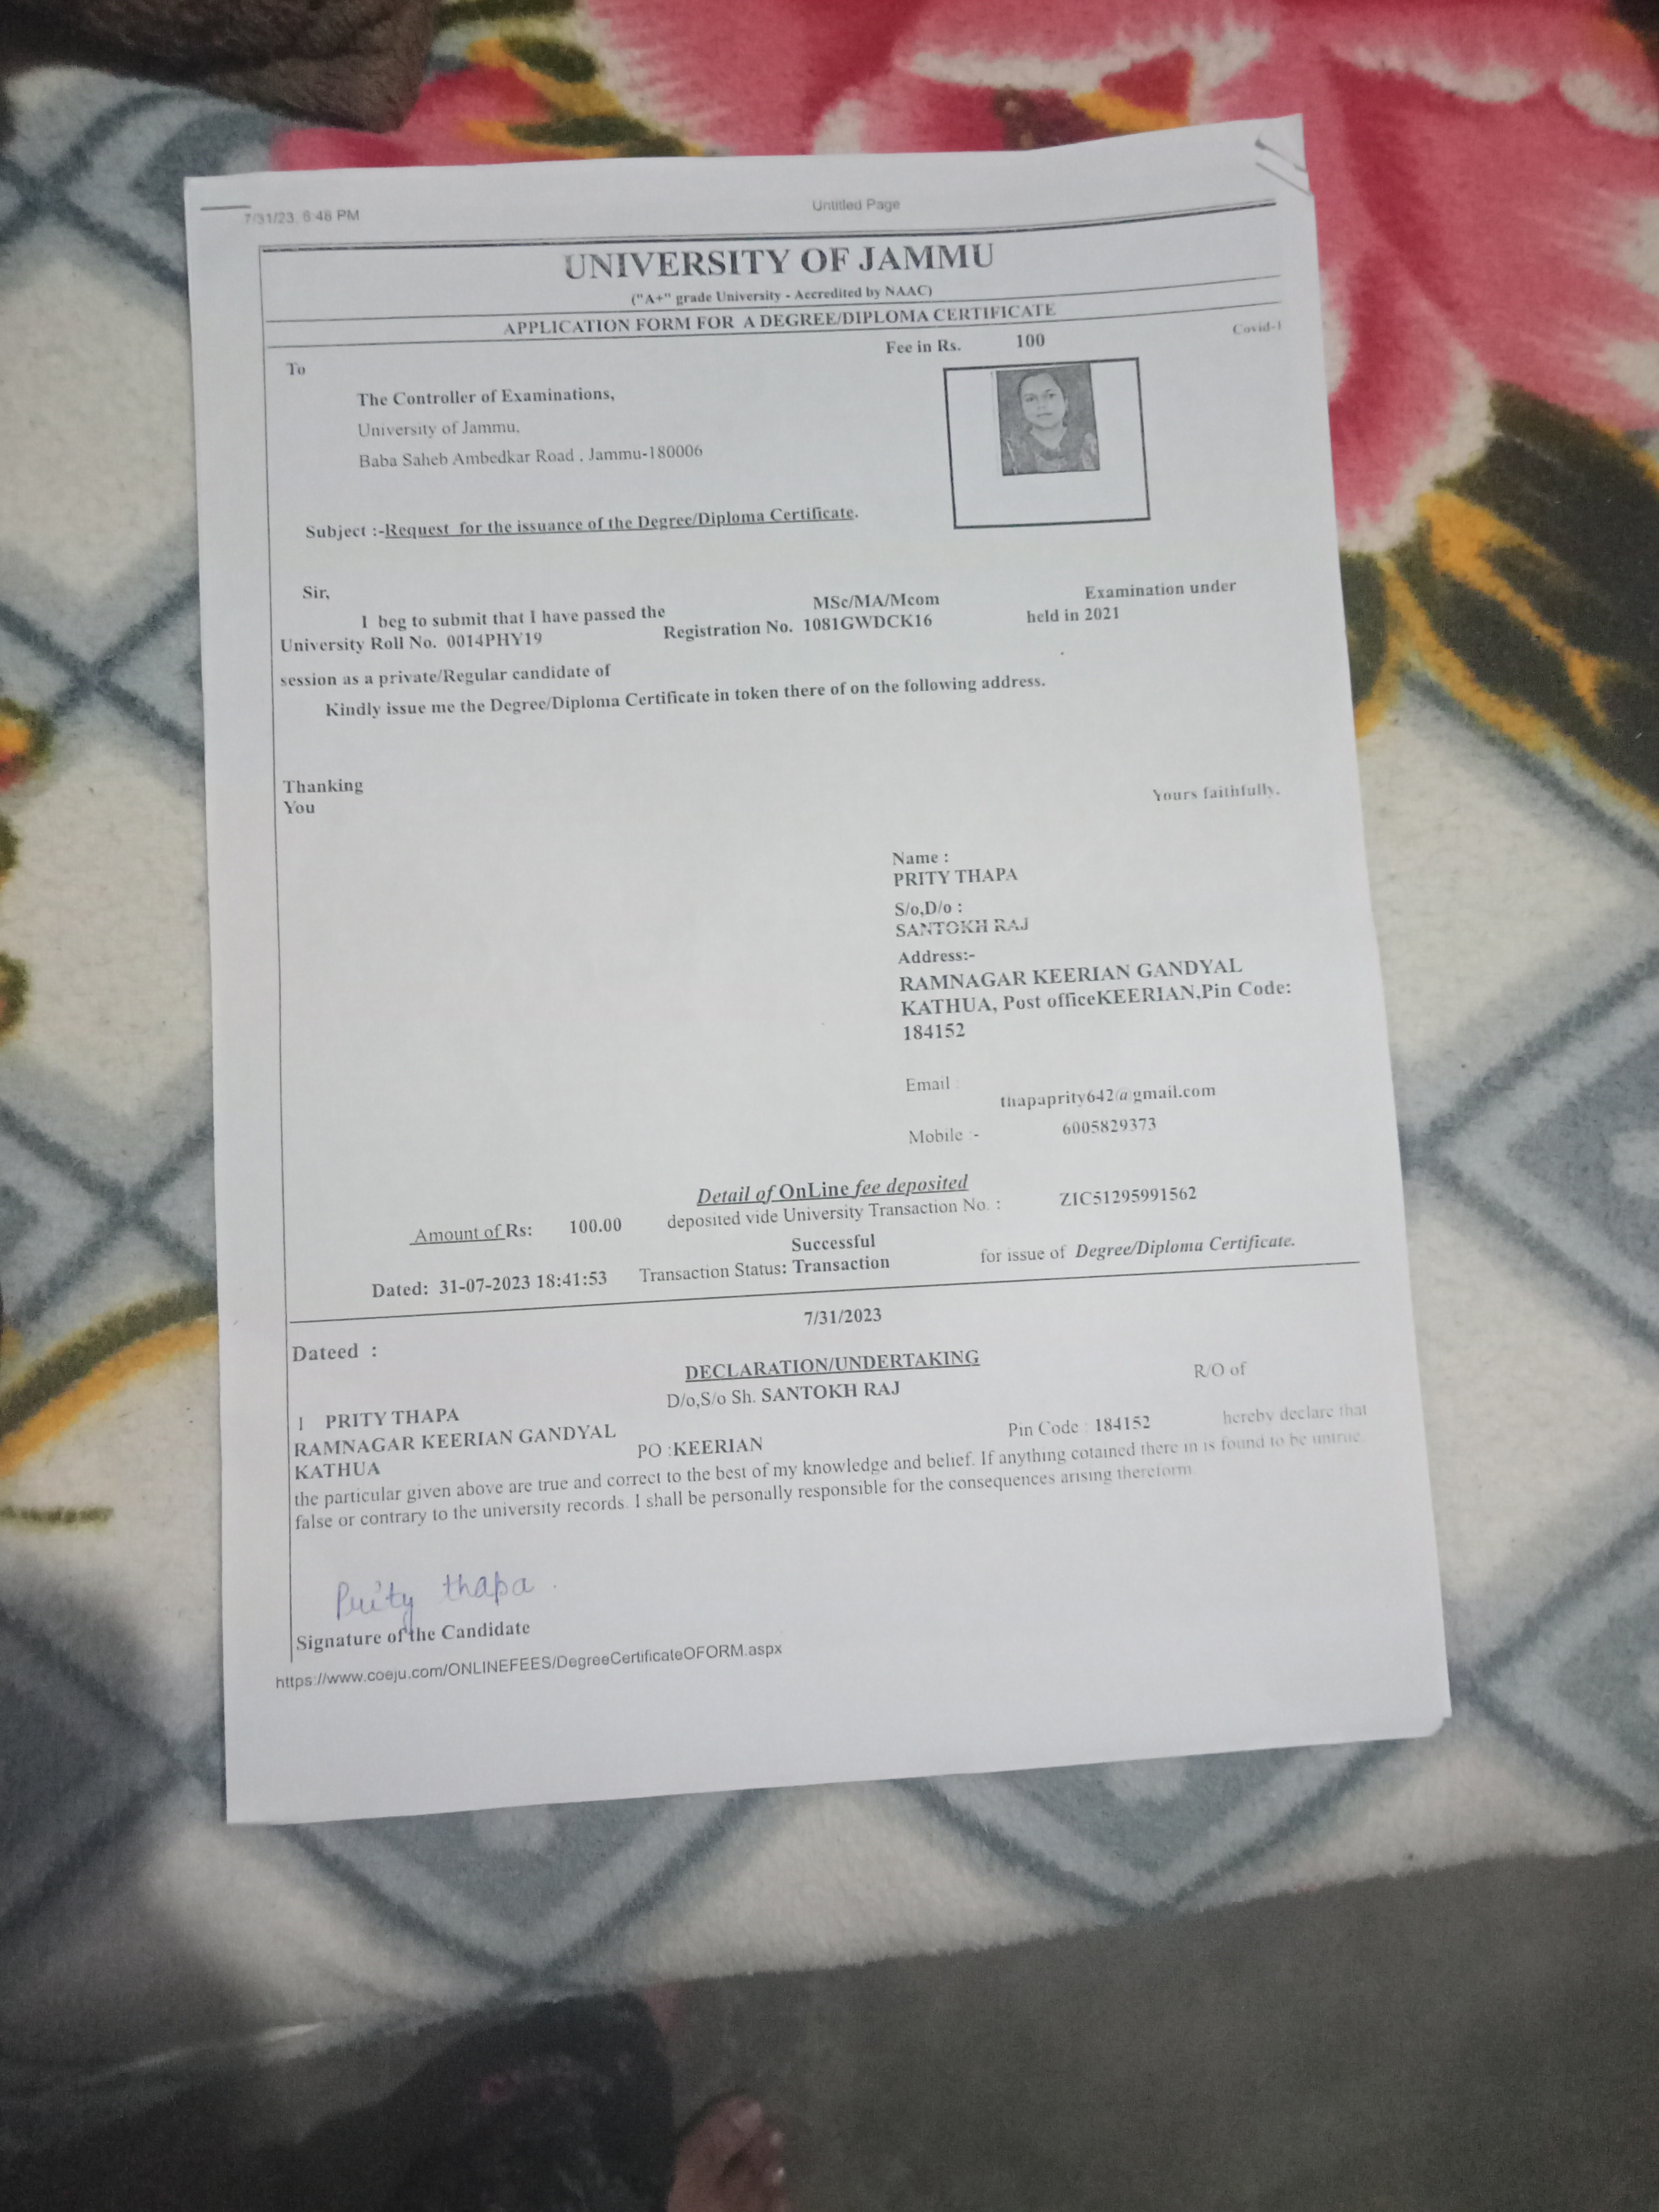 7/31/23, 6:48 PM
Untitled Page
UNIVERSITY OF JAMMU
("A+" grade University - Accredited by NAAC)
APPLICATION FORM FOR A DEGREE/DIPLOMA CERTIFICATE
Fee in Rs. 100
Covid-1
To
The Controller of Examinations,
University of Jammu,
Baba Saheb Ambedkar Road , Jammu-180006
Subject :-Request for the issuance of the Degree/Diploma Certificate.
Sir,
I beg to submit that I have passed the MSc/MA/Mcom Examination under
University Roll No. 0014PHY19 Registration No. 1081GWDCK16 held in 2021
session as a private/Regular candidate of
Kindly issue me the Degree/Diploma Certificate in token there of on the following address.
Thanking
You
Yours faithfully,
Name :
PRITY THAPA
S/o,D/o :
SANTOKH RAJ
Address:-
RAMNAGAR KEERIAN GANDYAL
KATHUA, Post officeKEERIAN,Pin Code:
184152
Email :
thapaprity642@gmail.com
Mobile :- 6005829373
Detail of OnLine fee deposited
Amount of Rs: 100.00 deposited vide University Transaction No. : ZIC51295991562
Successful
Dated: 31-07-2023 18:41:53 Transaction Status: Transaction for issue of Degree/Diploma Certificate.
7/31/2023
Dateed :
DECLARATION/UNDERTAKING
I PRITY THAPA D/o,S/o Sh. SANTOKH RAJ R/O of
RAMNAGAR KEERIAN GANDYAL
KATHUA PO :KEERIAN Pin Code : 184152 hereby declare that
the particular given above are true and correct to the best of my knowledge and belief. If anything cotained there in is found to be untrue,
false or contrary to the university records. I shall be personally responsible for the consequences arising thereform
Prity thapa.
Signature of the Candidate
https://www.coeju.com/ONLINEFEES/DegreeCertificateOFORM.aspx